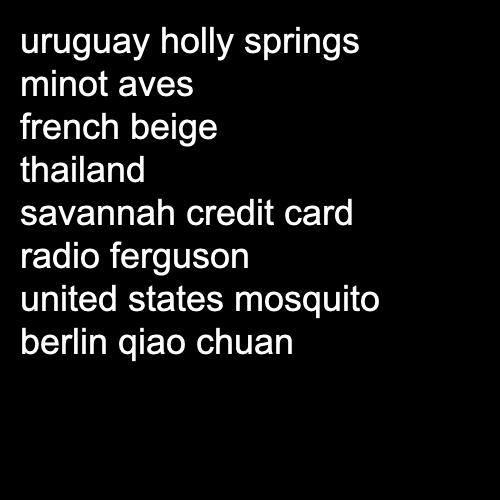 uruguay holly springs
minot aves
french beige
thailand
savannah credit card
radio ferguson
united states mosquito
berlin qiao chuan